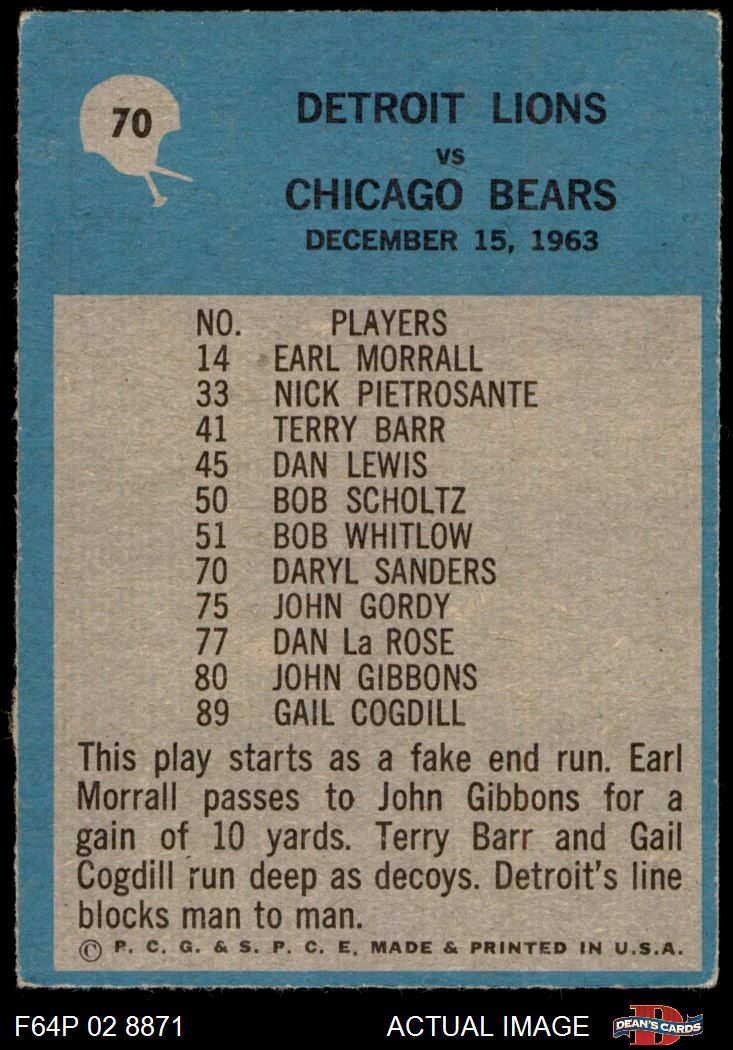 70
DETROIT LIONS
VS
CHICAGO BEARS
DECEMBER 15, 1963
NO. PLAYERS
14 EARL MORRALL
33 NICK PIETROSANTE
41 TERRY BARR
45 DAN LEWIS
50 BOB SCHOLTZ
51 BOB WHITLOW
70 DARYL SANDERS
75 JOHN GORDY
77 DAN La ROSE
80 JOHN GIBBONS
89 GAIL COGDILL
This play starts as a fake end run. Earl
Morrall passes to John Gibbons for a
gain of 10 yards. Terry Barr and Gail
Cogdill run deep as decoys. Detroit's line
blocks man to man.
© P. C. G. & S. P. C. E. MADE & PRINTED IN U.S.A.
F64P 02 8871 ACTUAL IMAGE D DEAN'S CARDS